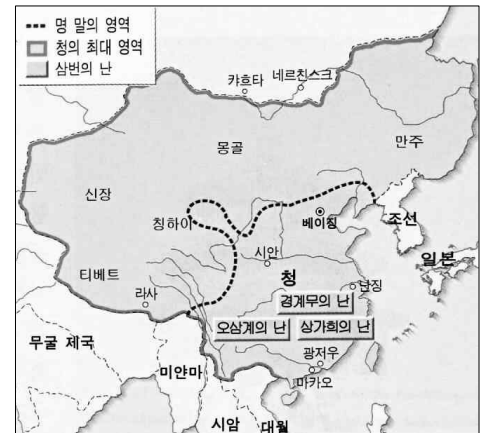 명 말의 영역
청의 최대 영역
삼번의 난
캬흐타
네르친스크
몽골
만주
신장
칭하이
베이징
조선
시안
일본
티베트
청
난징
라사
경계무의 난
오삼계의 난
상가희의 난
무굴 제국
미얀마
광저우
마카오
시암
대월